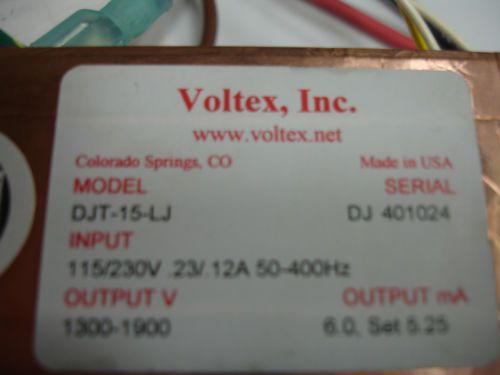 Voltex, Inc.
www.voltex.net
Colorado Springs, CO Made in USA
MODEL SERIAL
DJT-15-LJ DJ 401024
INPUT
115/230V .23/.12A 50-400Hz
OUTPUT V OUTPUT mA
1300-1900 6.0, Set 5.25